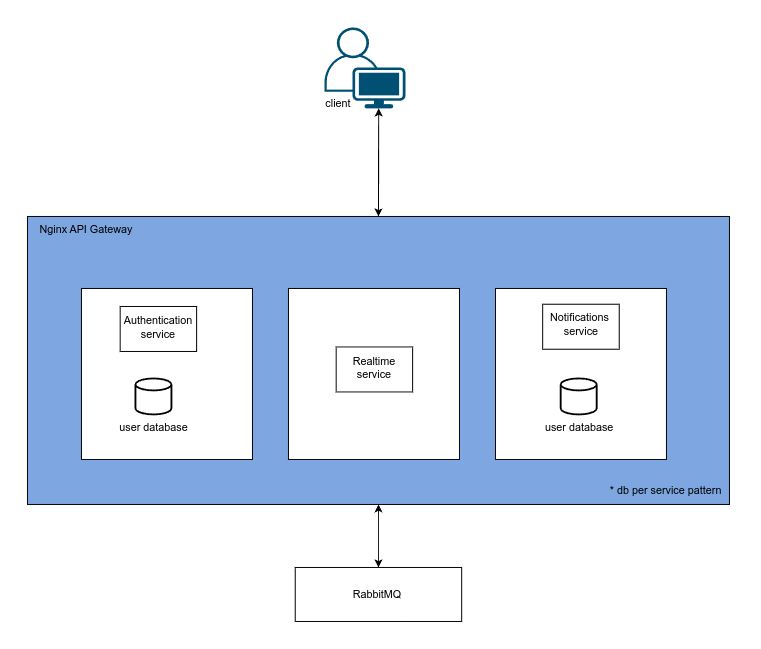 client
Nginx API Gateway
Authentication
service
user database
Realtime
service
Notifications
service
user database
* db per service pattern
RabbitMQ